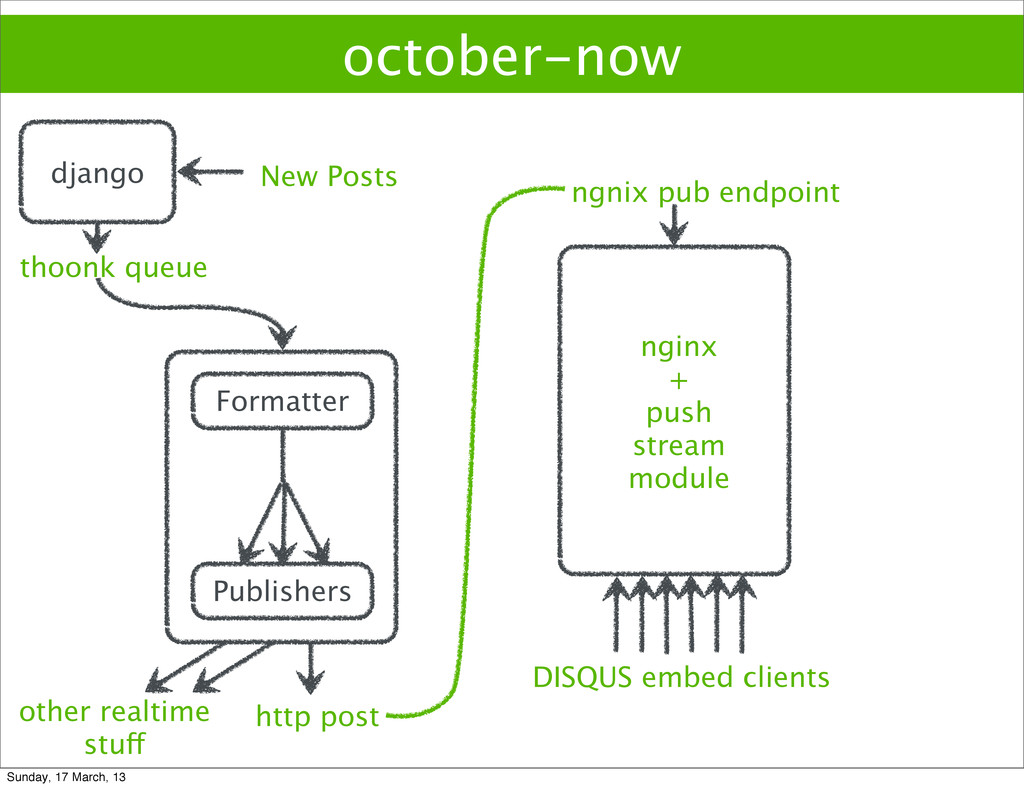 october-now
django
New Posts
thoonk queue
Formatter
Publishers
other realtime
stuff
http post
ngnix pub endpoint
nginx
+
push
stream
module
DISQUS embed clients
Sunday, 17 March, 13